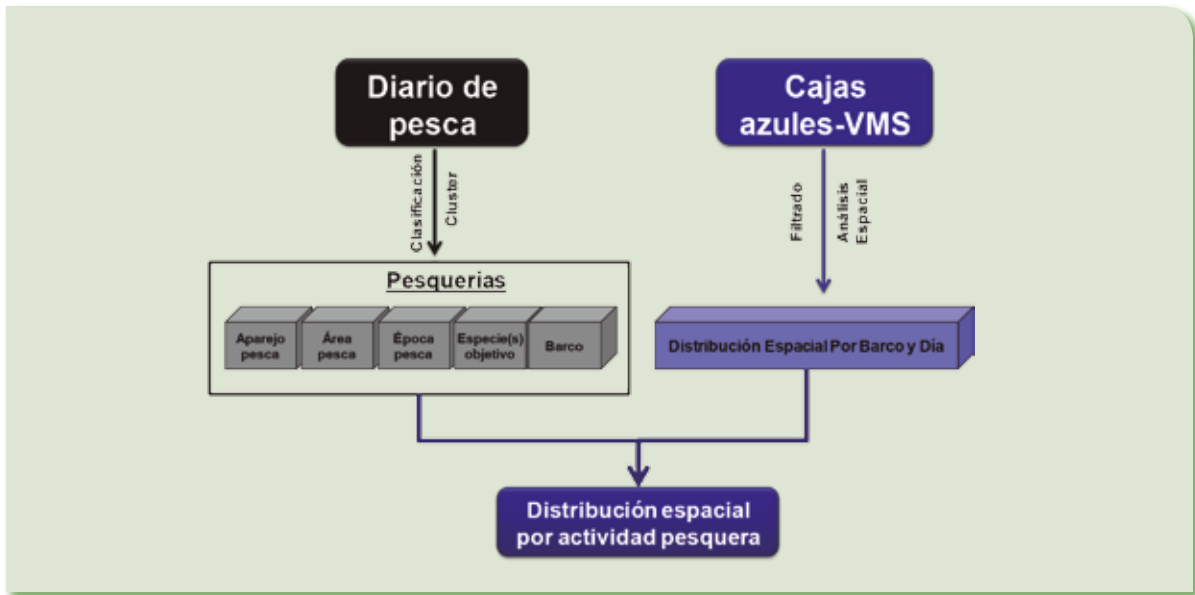 Diario de
pesca
Clasificación
Cluster
Pesquerias
Aparejo
pesca
Área
pesca
Época
pesca
Especie(s)
objetivo
Barco
Cajas
azules-VMS
Filtrado
Análisis
Espacial
Distribución Espacial Por Barco y Día
Distribución espacial
por actividad pesquera